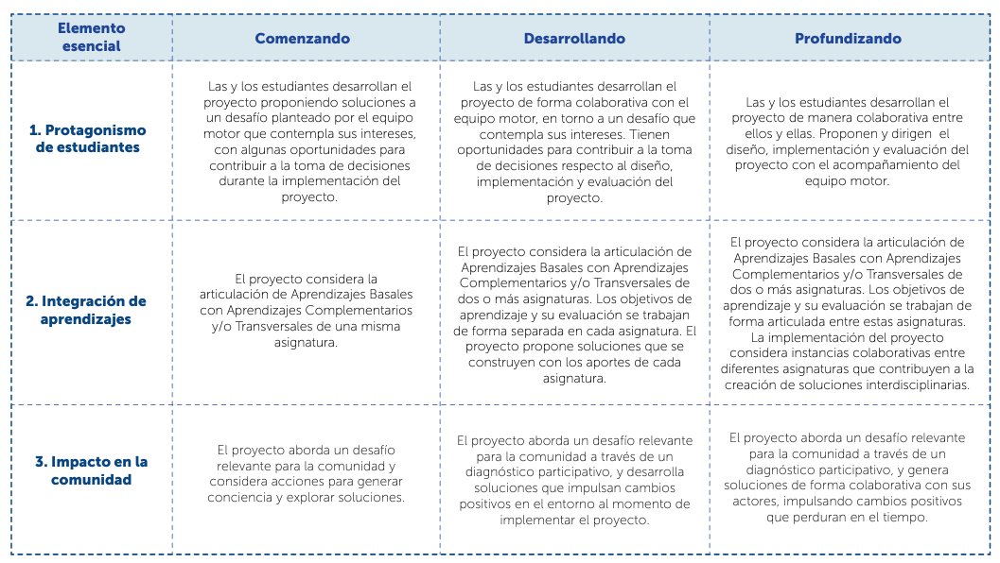 Elemento
esencial
Comenzando
Desarrollando
Profundizando
1. Protagonismo
de estudiantes
Las y los estudiantes desarrollan el
proyecto proponiendo soluciones a
un desafío planteado por el equipo
motor que contempla sus intereses,
con algunas oportunidades para
contribuir a la toma de decisiones
durante la implementación del
proyecto.
Las y los estudiantes desarrollan el
proyecto de forma colaborativa con el
equipo motor, en torno a un desafío que
contempla sus intereses. Tienen
oportunidades para contribuir a la toma
de decisiones respecto al diseño,
implementación y evaluación del
proyecto.
Las y los estudiantes desarrollan el
proyecto de manera colaborativa entre
ellos y ellas. Proponen y dirigen el
diseño, implementación y evaluación del
proyecto con el acompañamiento del
equipo motor.
2. Integración de
aprendizajes
El proyecto considera la
articulación de Aprendizajes Basales
con Aprendizajes Complementarios
y/o Transversales de una misma
asignatura.
El proyecto considera la articulación de
Aprendizajes Basales con Aprendizajes
Complementarios y/o Transversales de
dos o más asignaturas. Los objetivos de
aprendizaje y su evaluación se trabajan
de forma separada en cada asignatura. El
proyecto propone soluciones que se
construyen con los aportes de cada
asignatura.
El proyecto considera la articulación de
Aprendizajes Basales con Aprendizajes
Complementarios y/o Transversales de
dos o más asignaturas. Los objetivos de
aprendizaje y su evaluación se trabajan de
forma articulada entre estas asignaturas.
La implementación del proyecto
considera instancias colaborativas entre
diferentes asignaturas que contribuyen a la
creación de soluciones interdisciplinarias.
3. Impacto en la
comunidad
El proyecto aborda un desafío
relevante para la comunidad y
considera acciones para generar
conciencia y explorar soluciones.
El proyecto aborda un desafío relevante
para la comunidad a través de un
diagnóstico participativo, y desarrolla
soluciones que impulsan cambios
positivos en el entorno al momento de
implementar el proyecto.
El proyecto aborda un desafío relevante
para la comunidad a través de un
diagnóstico participativo, y genera
soluciones de forma colaborativa con sus
actores, impulsando cambios positivos
que perduran en el tiempo.